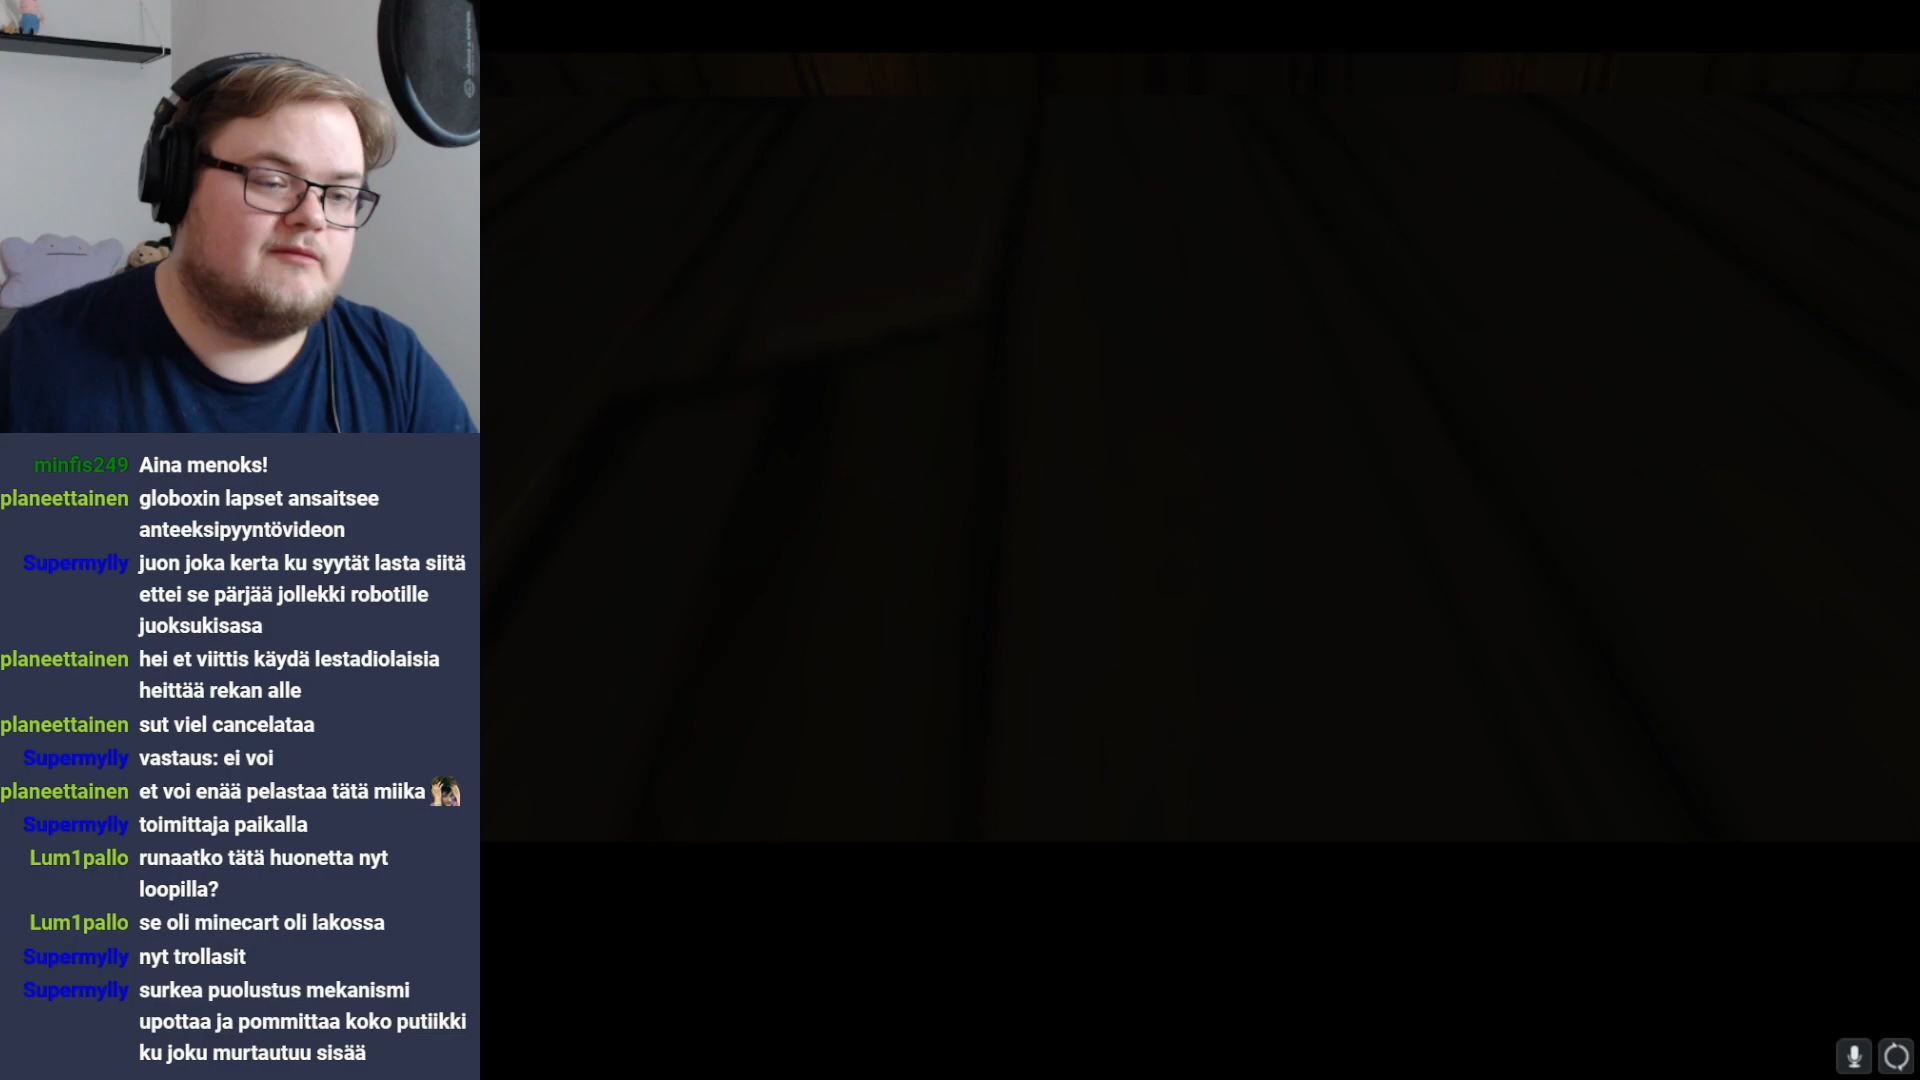 minfis249 Aina menoks!
planeettainen globoxin lapset ansaitsee
anteeksipyyntövideon
Supermylly juon joka kerta ku syytät lasta siitä
ettei se pärjää jollekki robotille
juoksukisasa
planeettainen hei et viittis käydä lestadiolaisia
heittää rekan alle
planeettainen sut viel cancelataa
Supermylly vastaus: ei voi
planeettainen et voi enää pelastaa tätä miika
Supermylly toimittaja paikalla
Lum1pallo runaatko tätä huonetta nyt
loopilla?
Lum1pallo se oli minecart oli lakossa
Supermylly nyt trollasit
Supermylly surkea puolustus mekanismi
upottaa ja pommittaa koko putiikki
ku joku murtautuu sisää